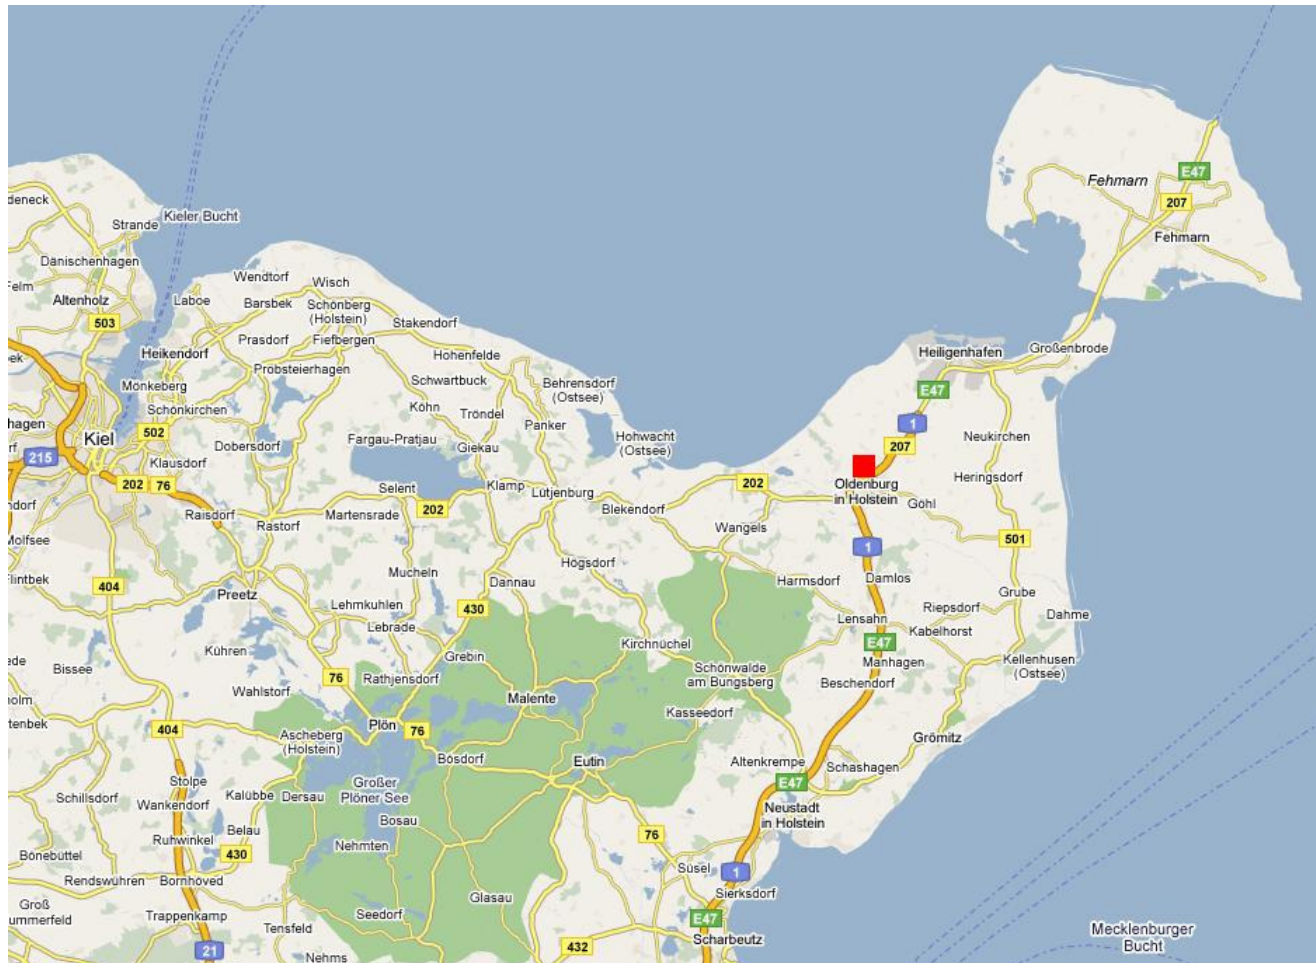 deneck
Strande
Kieler Bucht
Fehmarn
E47
207
Fehmarn
Dänischenhagen
Felm
Altenholz
Laboe
Wendtorf
Wisch
Barsbek
Schönberg
(Holstein)
503
Stakendorf
Prasdorf
Fiefbergen
Heikendorf
Hohenfelde
Probsteierhagen
Heiligenhafen
Großenbrode
bek
Monkeberg
Schwartbuck
Behrensdorf
(Ostsee)
E47
Schönkirchen
Köhn
Tröndel
Panker
1
hagen
Kiel
502
Dobersdorf
Fargau-Pratjau
Giekau
Hohwacht
(Ostsee)
207
Neukirchen
rf
215
Klausdorf
202
76
Selent
Klamp
Lütjenburg
202
Oldenburg
in Holstein
Heringsdorf
ndorf
Raisdorf
Rastorf
Martensrade
202
Blekendorf
Wangels
Göhl
Molfsee
Högsdorf
1
501
Flintbek
404
Preetz
Mucheln
Dannau
Harmsdorf
Damlos
Grube
Lehmkuhlen
430
Riepsdorf
Dahme
Lebrade
Lensahn
Kabelhorst
Kühren
Grebin
Kirchnüchel
E47
ede
Bissee
Manhagen
Kellenhusen
(Ostsee)
76
Rathjensdorf
Schönwalde
am Bungsberg
Beschendorf
holm
Wahlstorf
Malente
tenbek
404
Plön
76
Kasseedorf
Grömitz
Ascheberg
(Holstein)
Bösdorf
Eutin
Altenkrempe
Schashagen
Stolpe
Großer
Plöner See
E47
Schillsdorf
Wankendorf
Kalübbe
Dersau
Neustadt
in Holstein
Bosau
Belau
76
Ruhwinkel
Nehmten
Bönebüttel
430
Süsel
1
Rendswühren
Bornhöved
Glasau
Sierksdorf
Groß
ummerfeld
Trappenkamp
Seedorf
E47
Tensfeld
Scharbeutz
Mecklenburger
Bucht
21
Nehms
432